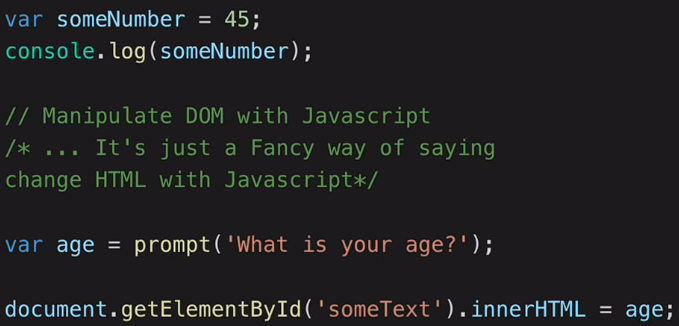 var someNumber = 45;
console.log(someNumber);
// Manipulate DOM with Javascript
/* ... It's just a Fancy way of saying
change HTML with Javascript*/
var age = prompt('What is your age?');
document.getElementById('someText').innerHTML = age;